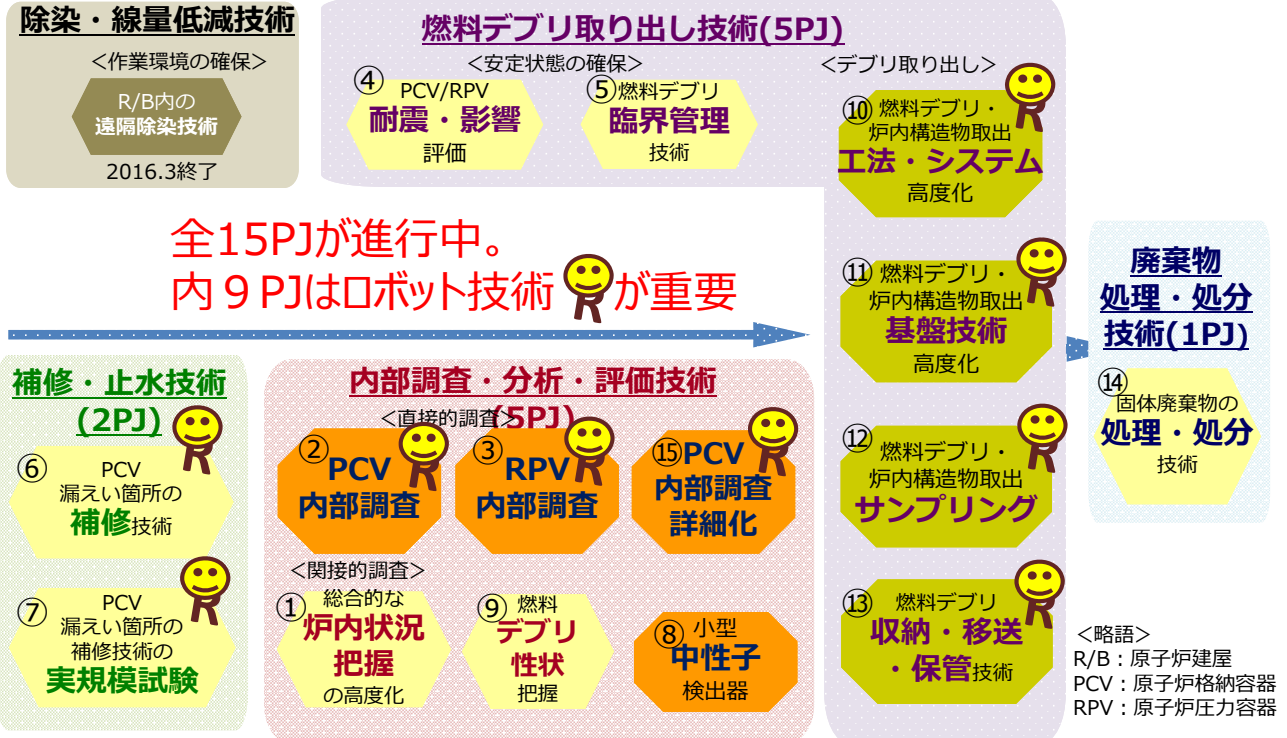 除染・線量低減技術
＜作業環境の確保＞
R/B内の
遠隔除染技術
2016.3終了
燃料デブリ取り出し技術(5PJ)
＜安定状態の確保＞
④
PCV/RPV
耐震・影響
評価
⑤燃料デブリ
臨界管理
技術
＜デブリ取り出し＞
⑩ 燃料デブリ・
炉内構造物取出
工法・システム
高度化
R
全15PJが進行中。
内９PJはロボット技術 R が重要
⑪ 燃料デブリ・
炉内構造物取出
基盤技術
高度化
R
⑫ 燃料デブリ・
炉内構造物取出
サンプリング
R
⑬ 燃料デブリ
収納・移送
・保管技術
R
廃棄物
処理・処分
技術(1PJ)
⑭
固体廃棄物の
処理・処分
技術
補修・止水技術
(2PJ)
R
⑥ PCV
漏えい箇所の
補修技術
R
⑦ PCV
漏えい箇所の
補修技術の
実規模試験
内部調査・分析・評価技術
(5PJ)
＜直接的調査＞
②
PCV
内部調査
R
③
RPV
内部調査
R
⑮PCV
内部調査
詳細化
R
＜関接的調査＞
① 総合的な
炉内状況
把握
の高度化
⑨ 燃料
デブリ
性状
把握
⑧ 小型
中性子
検出器
＜略語＞
R/B：原子炉建屋
PCV：原子炉格納容器
RPV：原子炉圧力容器